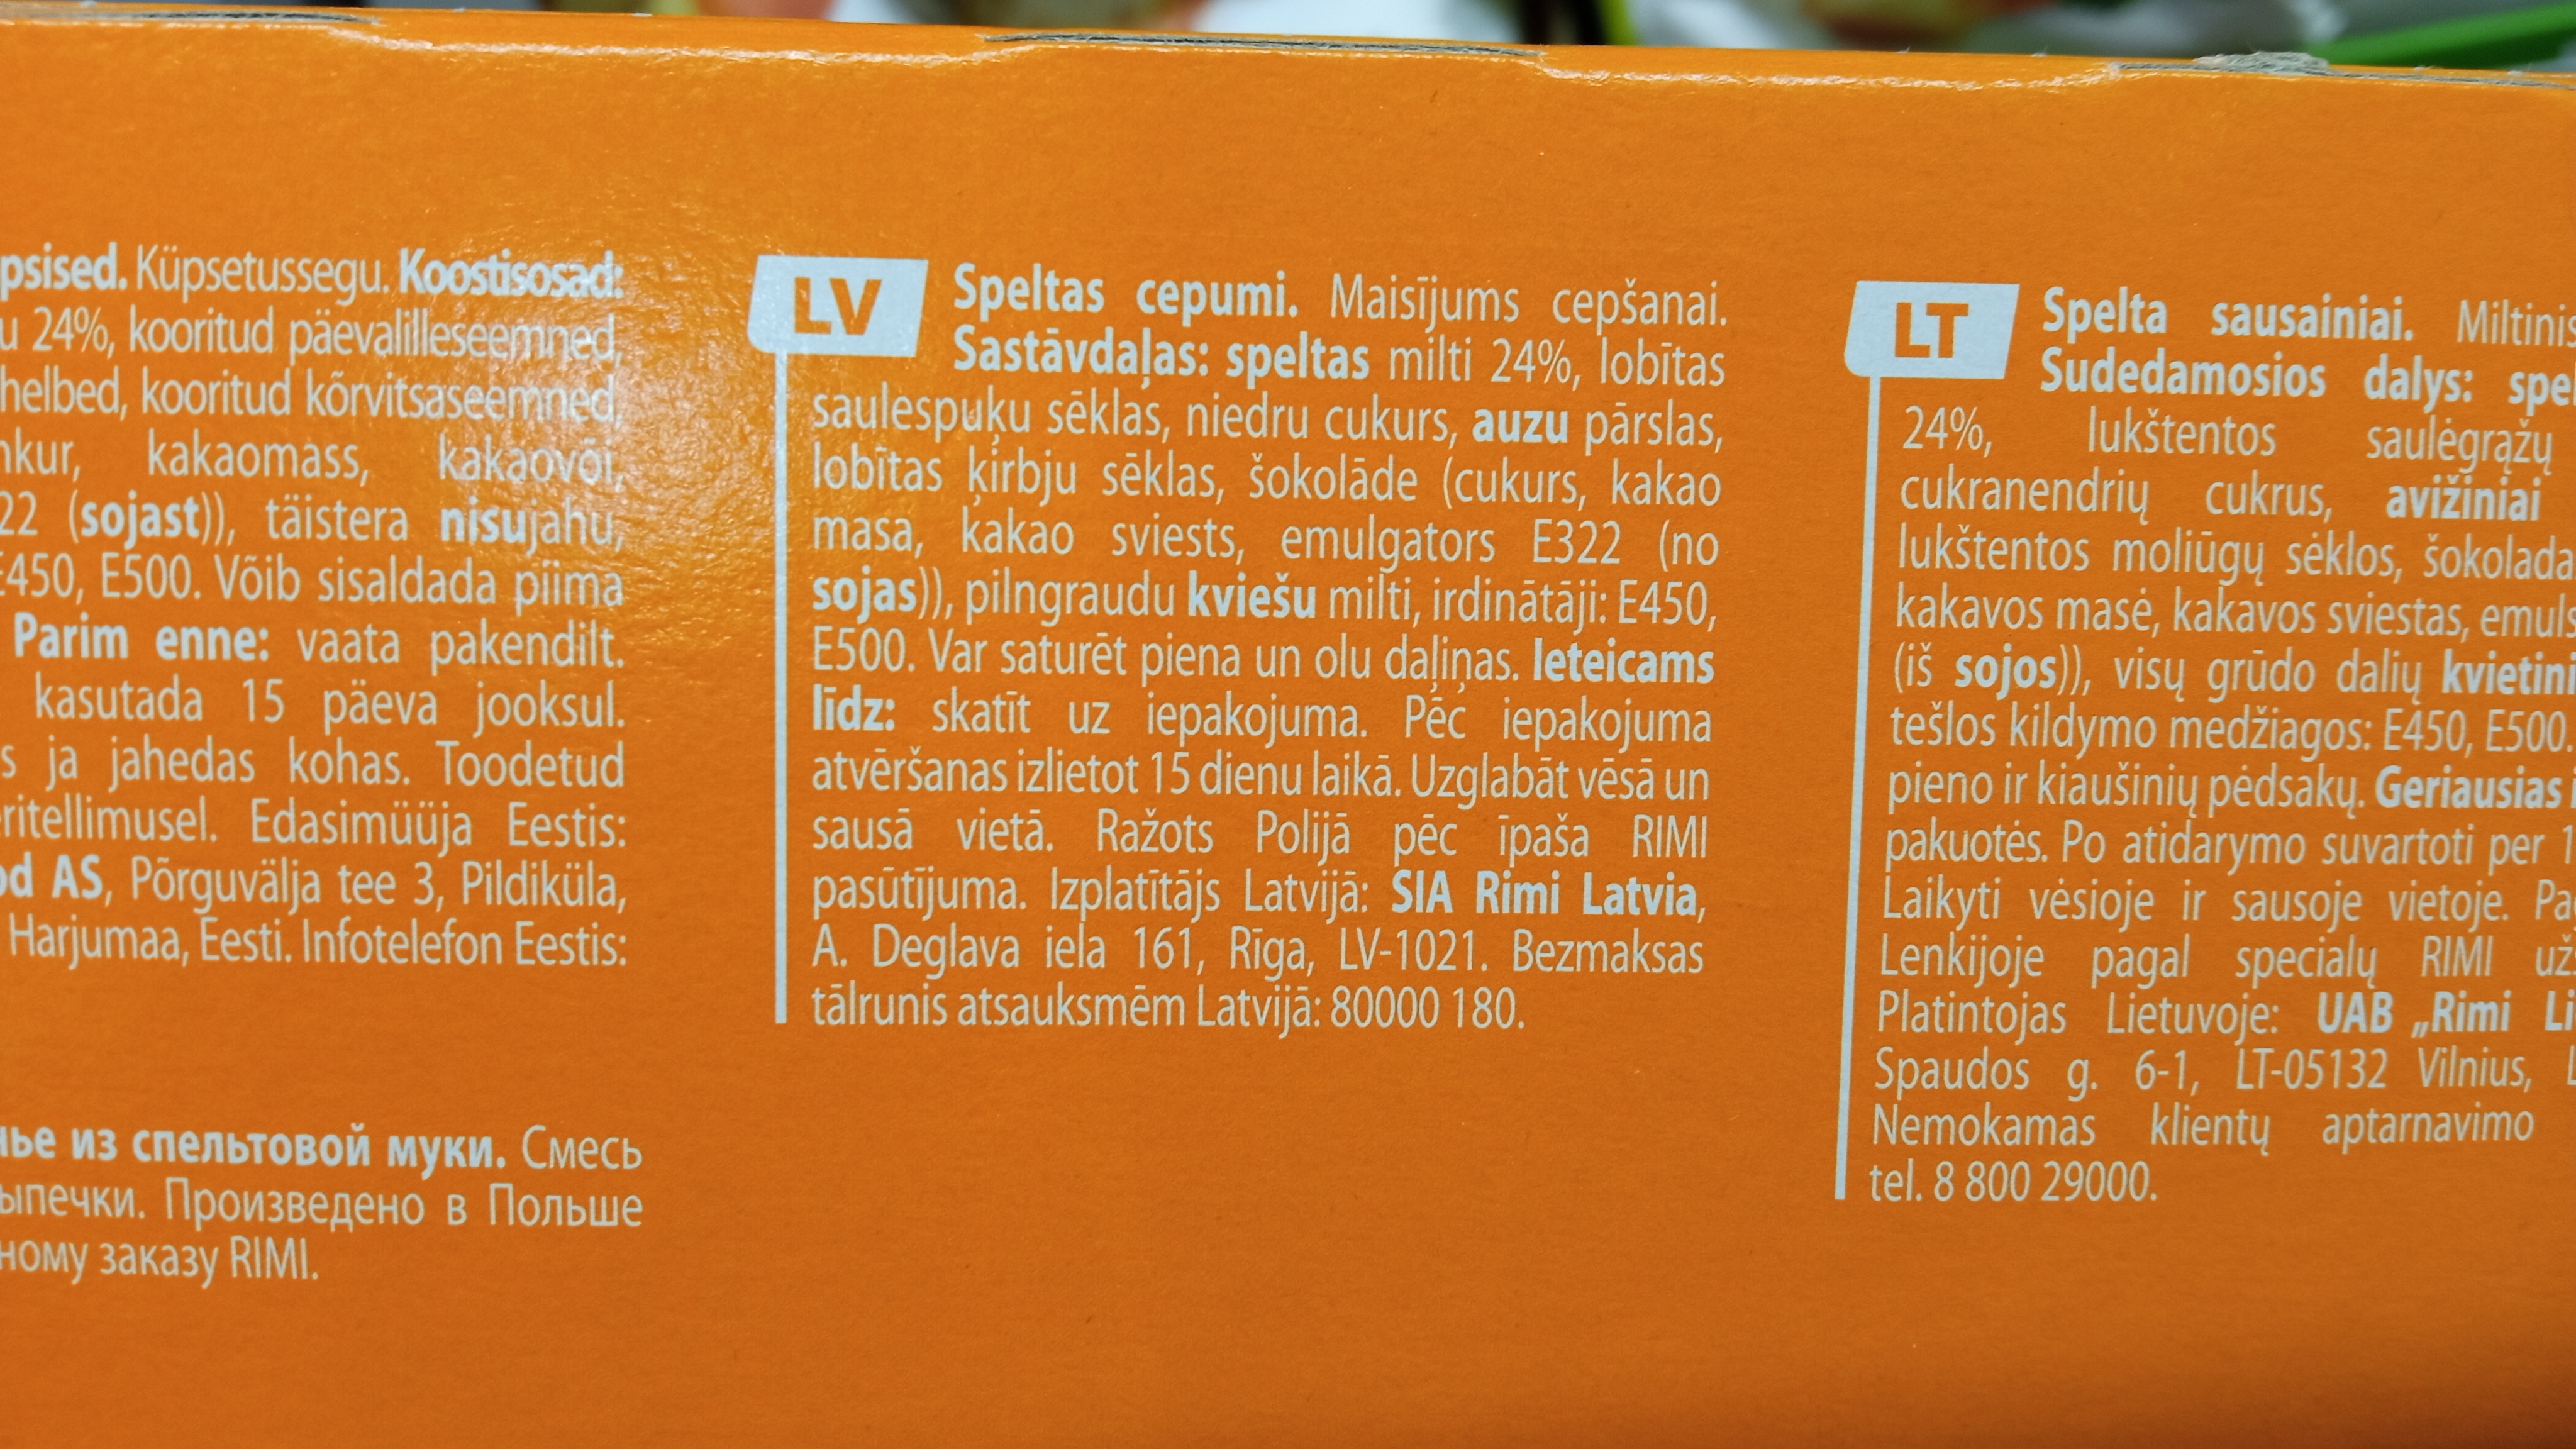 psised. Küpsetussegu. Koostisosad:
u 24%, kooritud päevalilleseemned,
helbed, kooritud kõrvitsaseemned,
nkur, kakaomass, kakaovõi,
22 (sojast)), täistera nisujahu,
E450, E500. Võib sisaldada piima
Parim enne: vaata pakendilt.
kasutada 15 päeva jooksul.
s ja jahedas kohas. Toodetud
ritellimusel. Edasimüüja Eestis:
od AS, Põrguvälja tee 3, Pildiküla,
Harjumaa, Eesti. Infotelefon Eestis:
нье из спельтовой муки. Смесь
ыпечки. Произведено в Польше
ному заказу RIMI.
LV
Speltas cepumi. Maisījums cepšanai.
Sastāvdaļas: speltas milti 24%, lobītas
saulespuķu sēklas, niedru cukurs, auzu pārslas,
lobītas ķirbju sēklas, šokolāde (cukurs, kakao
masa, kakao sviests, emulgators E322 (no
sojas)), pilngraudu kviešu milti, irdinātāji: E450,
E500. Var saturēt piena un olu daļiņas. Ieteicams
līdz: skatīt uz iepakojuma. Pēc iepakojuma
atvēršanas izlietot 15 dienu laikā. Uzglabāt vēsā un
sausā vietā. Ražots Polijā pēc īpaša RIMI
pasūtījuma. Izplatītājs Latvijā: SIA Rimi Latvia,
A. Deglava iela 161, Rīga, LV-1021. Bezmaksas
tālrunis atsauksmēm Latvijā: 80000 180.
LT
Spelta sausainiai. Miltinis
Sudedamosios dalys: spel
24%, lukštentos saulėgrąžų
cukranendrių cukrus, avižiniai
lukštentos moliūgų sėklos, šokolada
kakavos masė, kakavos sviestas, emuls
(iš sojos)), visų grūdo dalių kvietini
tešlos kildymo medžiagos: E450, E500.
pieno ir kiaušinių pėdsakų. Geriausias
pakuotės. Po atidarymo suvartoti per 1
Laikyti vėsioje ir sausoje vietoje. Pa
Lenkijoje pagal specialų RIMI už
Platintojas Lietuvoje: UAB „Rimi Li
Spaudos g. 6-1, LT-05132 Vilnius, L
Nemokamas klientų aptarnavimo
tel. 8 800 29000.